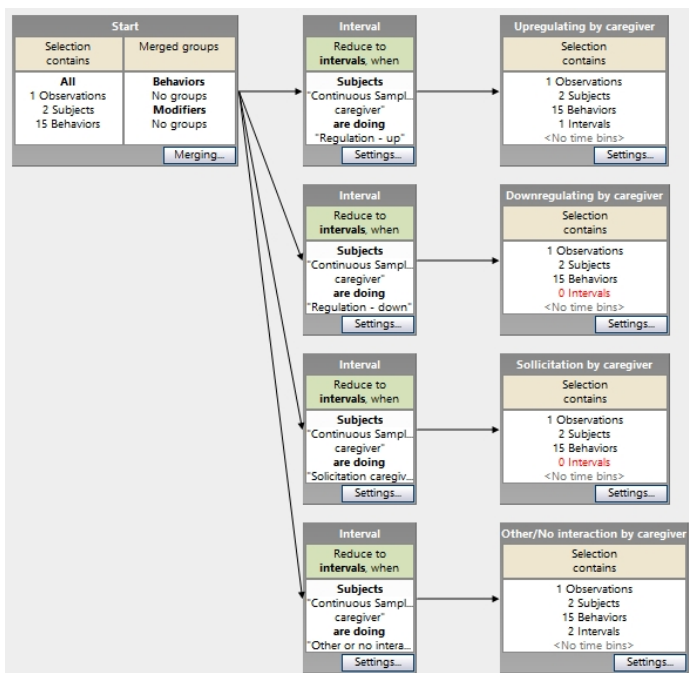 Start
Selection
contains
Merged groups
All
1 Observations
2 Subjects
15 Behaviors
Behaviors
No groups
Modifiers
No groups
Merging...
Interval
Reduce to
intervals, when
Subjects
"Continuous Sampl...
caregiver"
are doing
"Regulation - up"
Settings...
Upregulating by caregiver
Selection
contains
1 Observations
2 Subjects
15 Behaviors
1 Intervals
<No time bins>
Settings...
Interval
Reduce to
intervals, when
Subjects
"Continuous Sampl...
caregiver"
are doing
"Regulation - down"
Settings...
Downregulating by caregiver
Selection
contains
1 Observations
2 Subjects
15 Behaviors
0 Intervals
<No time bins>
Settings...
Interval
Reduce to
intervals, when
Subjects
"Continuous Sampl...
caregiver"
are doing
"Solicitation caregiv...
Settings...
Sollicitation by caregiver
Selection
contains
1 Observations
2 Subjects
15 Behaviors
0 Intervals
<No time bins>
Settings...
Interval
Reduce to
intervals, when
Subjects
"Continuous Sampl...
caregiver"
are doing
"Other or no intera...
Settings...
Other/No interaction by caregiver
Selection
contains
1 Observations
2 Subjects
15 Behaviors
2 Intervals
<No time bins>
Settings...